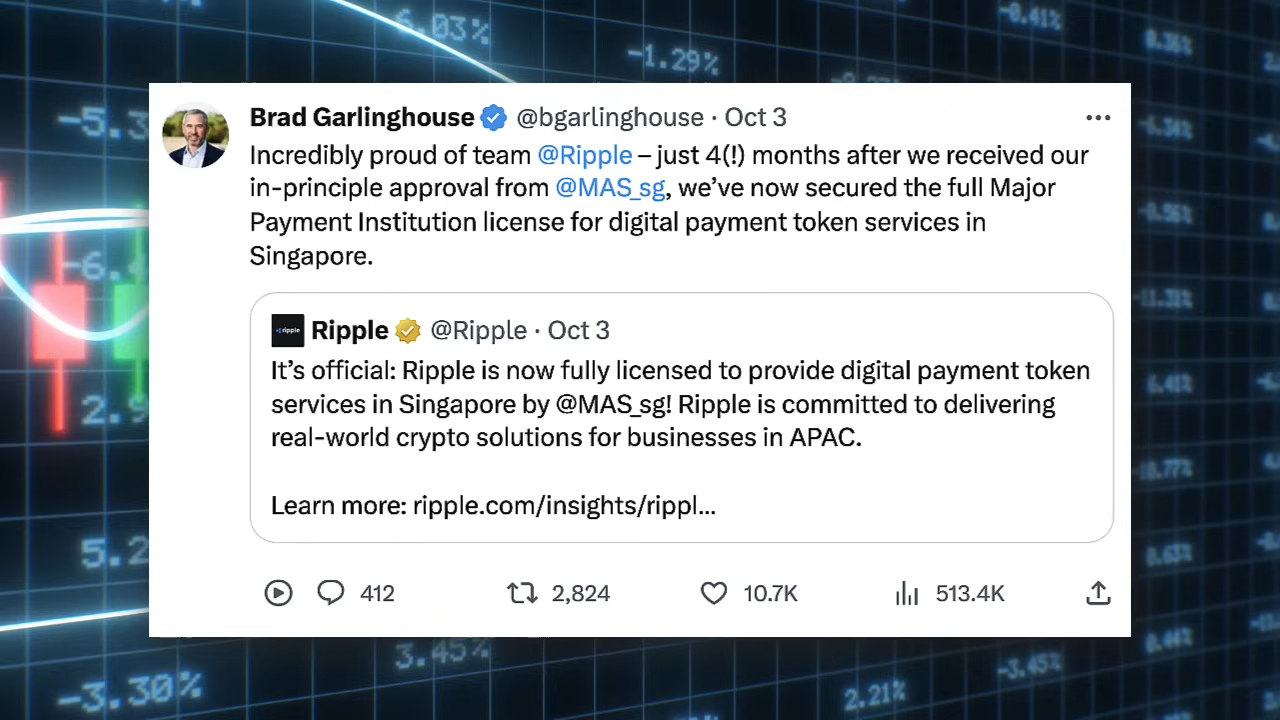 6.03%
-1.29%
-0.41%
0.36%
Brad Garlinghouse @bgarlinghouse · Oct 3
Incredibly proud of team @Ripple – just 4(!) months after we received our
in-principle approval from @MAS_sg, we’ve now secured the full Major
Payment Institution license for digital payment token services in
Singapore.
ripple
Ripple @Ripple · Oct 3
It’s official: Ripple is now fully licensed to provide digital payment token
services in Singapore by @MAS_sg! Ripple is committed to delivering
real-world crypto solutions for businesses in APAC.
Learn more: ripple.com/insights/rippl...
412 2,824 10.7K 513.4K
3.45%
-3.45%
-3.30%
2.21%